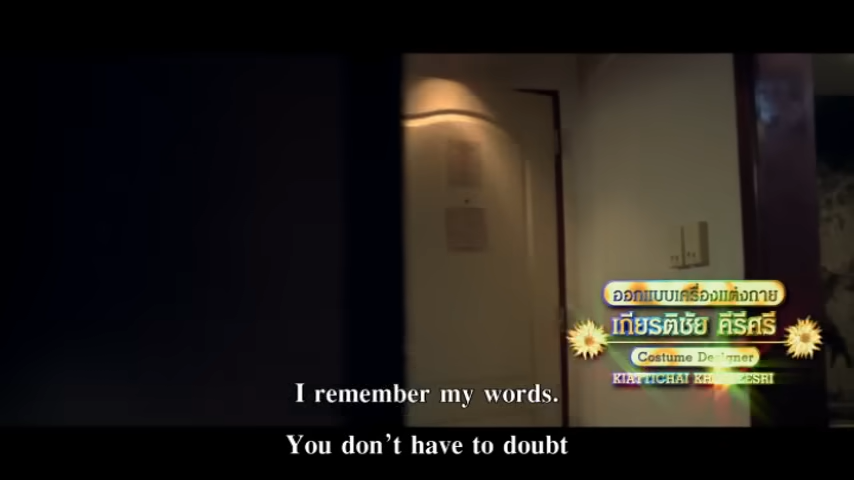 ออกแบบเครื่องแต่งกาย
เกียรติชัย คีรีศรี
Costume Designer
KIATTICHAI
I remember my words.
You don't have to doubt